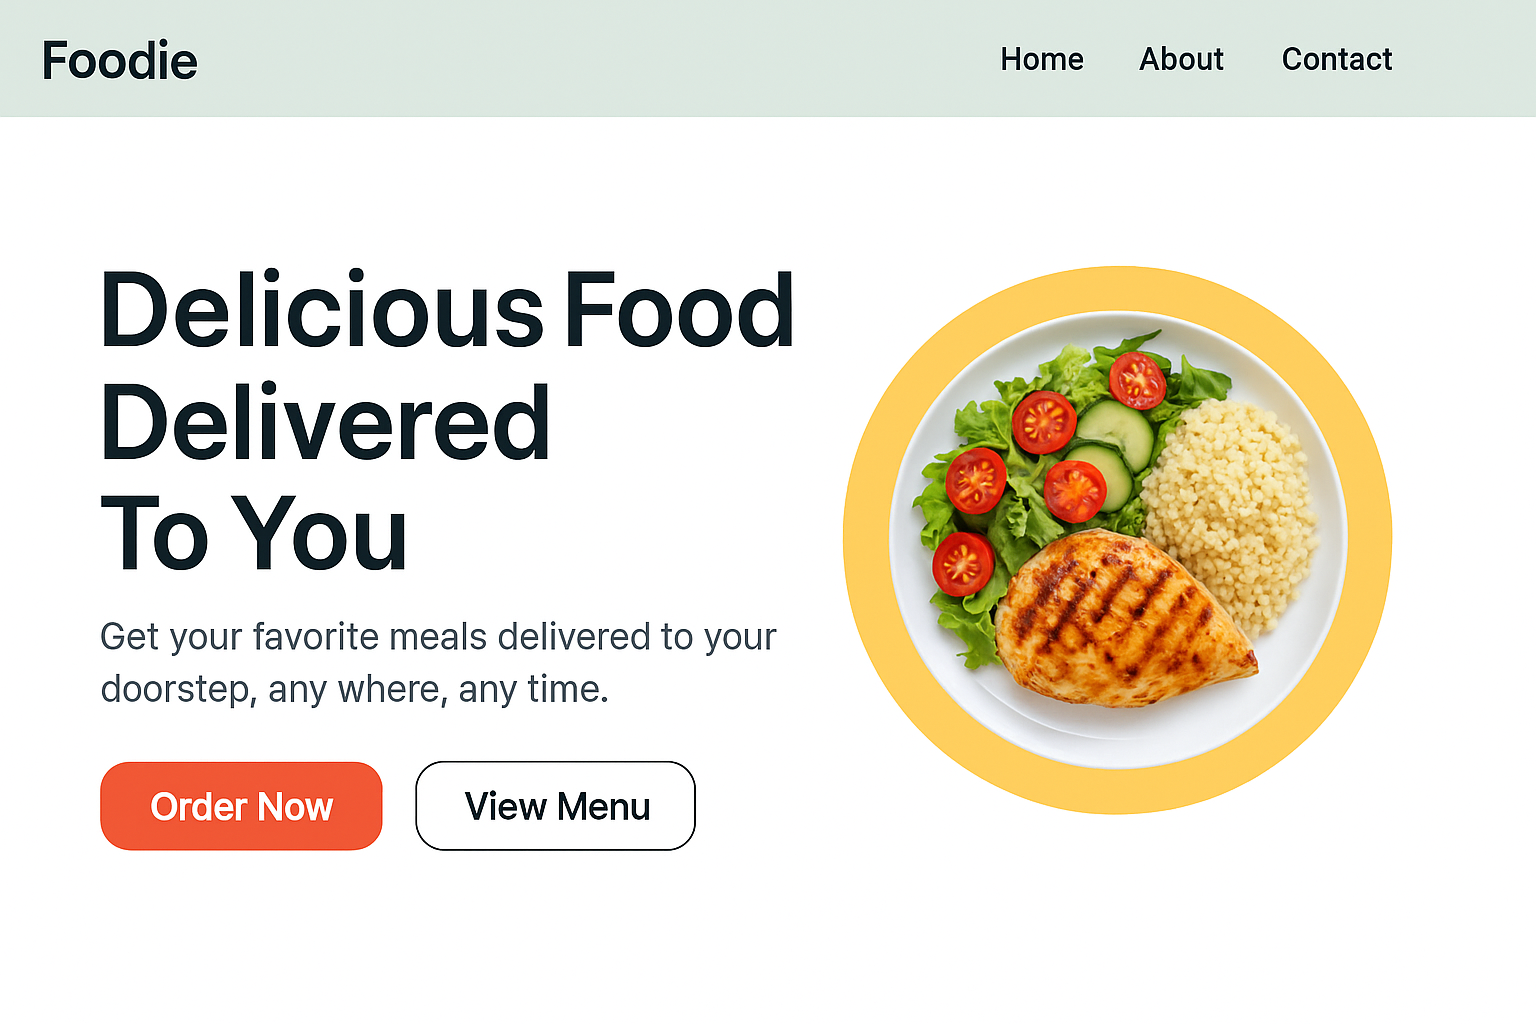 Foodie
Home About Contact
Delicious Food
Delivered
To You
Get your favorite meals delivered to your
doorstep, any where, any time.
Order Now View Menu